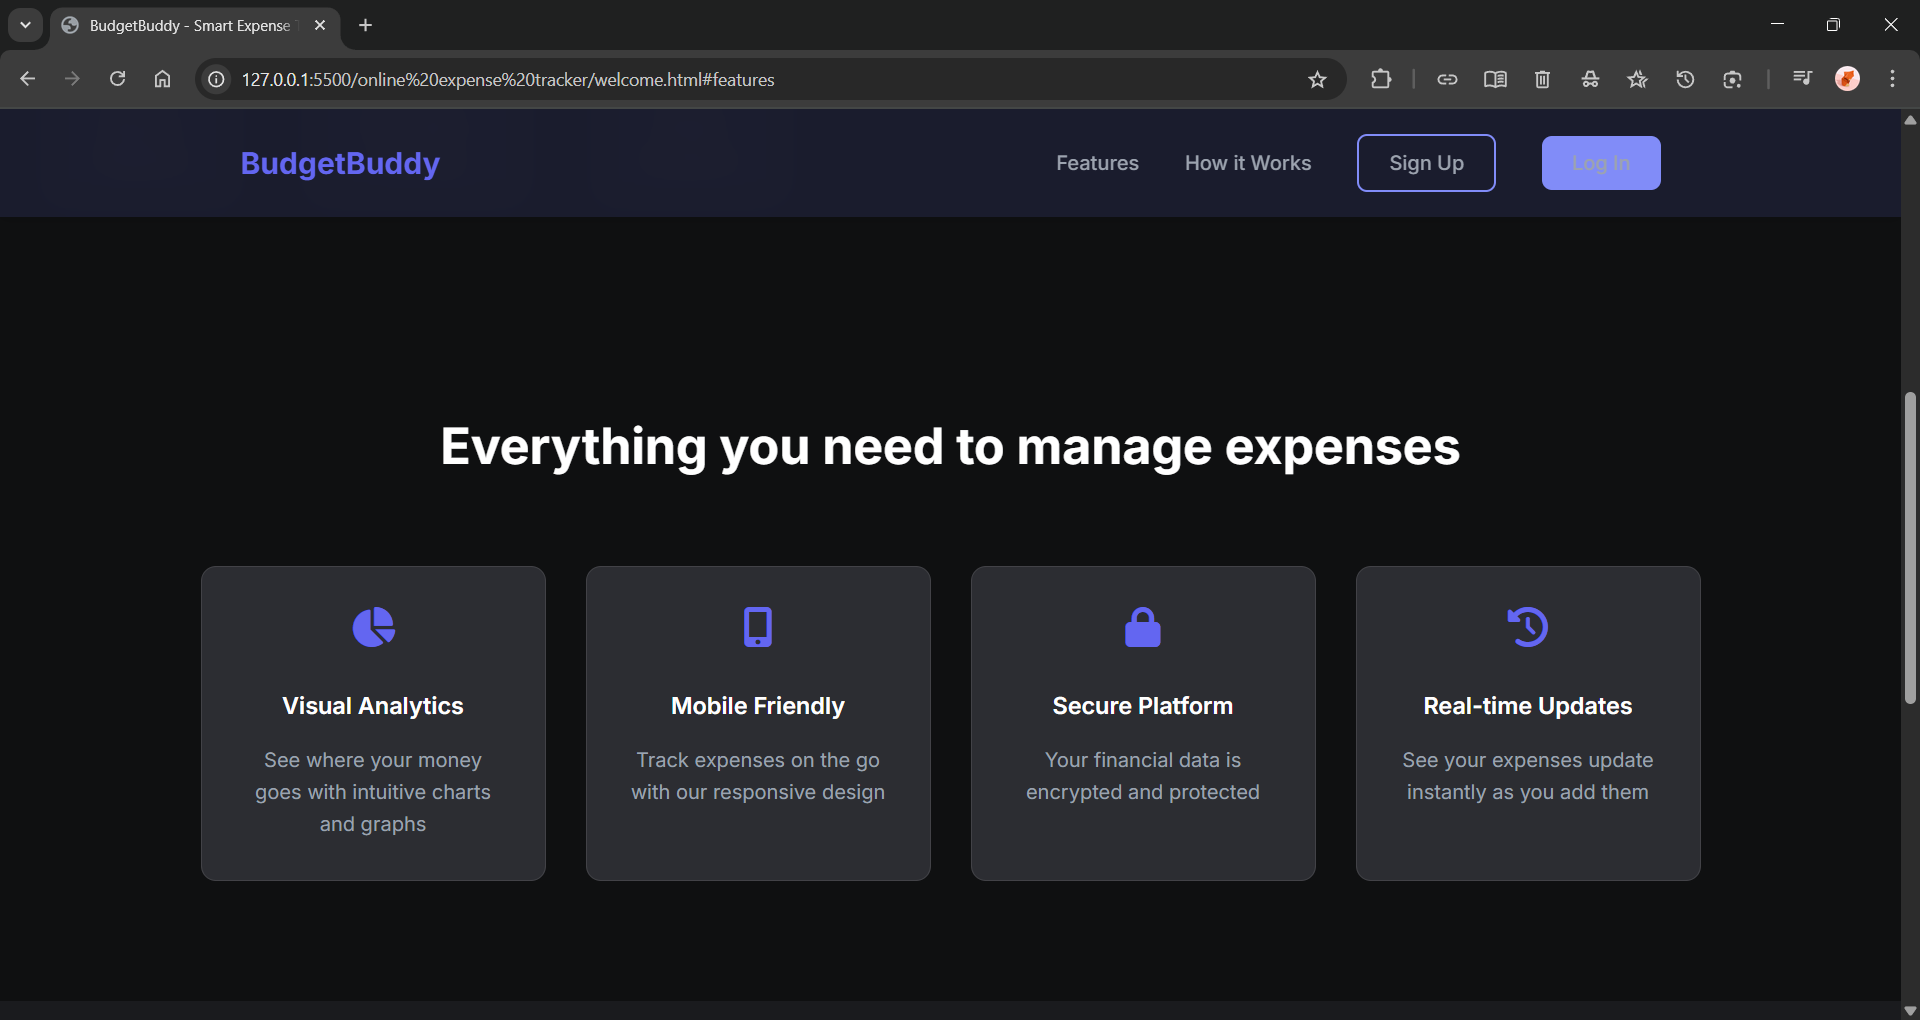 BudgetBuddy - Smart Expense
127.0.0.1:5500/online%20expense%20tracker/welcome.html#features
BudgetBuddy
Features
How it Works
Sign Up
Log In
Everything you need to manage expenses
Visual Analytics
See where your money
goes with intuitive charts
and graphs
Mobile Friendly
Track expenses on the go
with our responsive design
Secure Platform
Your financial data is
encrypted and protected
Real-time Updates
See your expenses update
instantly as you add them